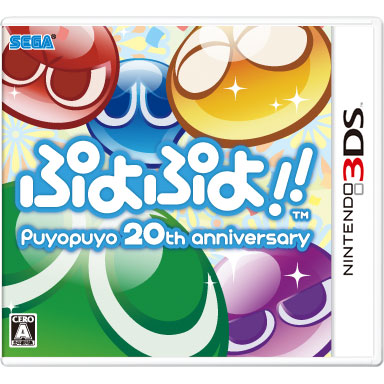 SEGA
ぷよぷよ!!
TM
Puyopuyo 20th anniversary
NINTENDO 3DS
CERO
A